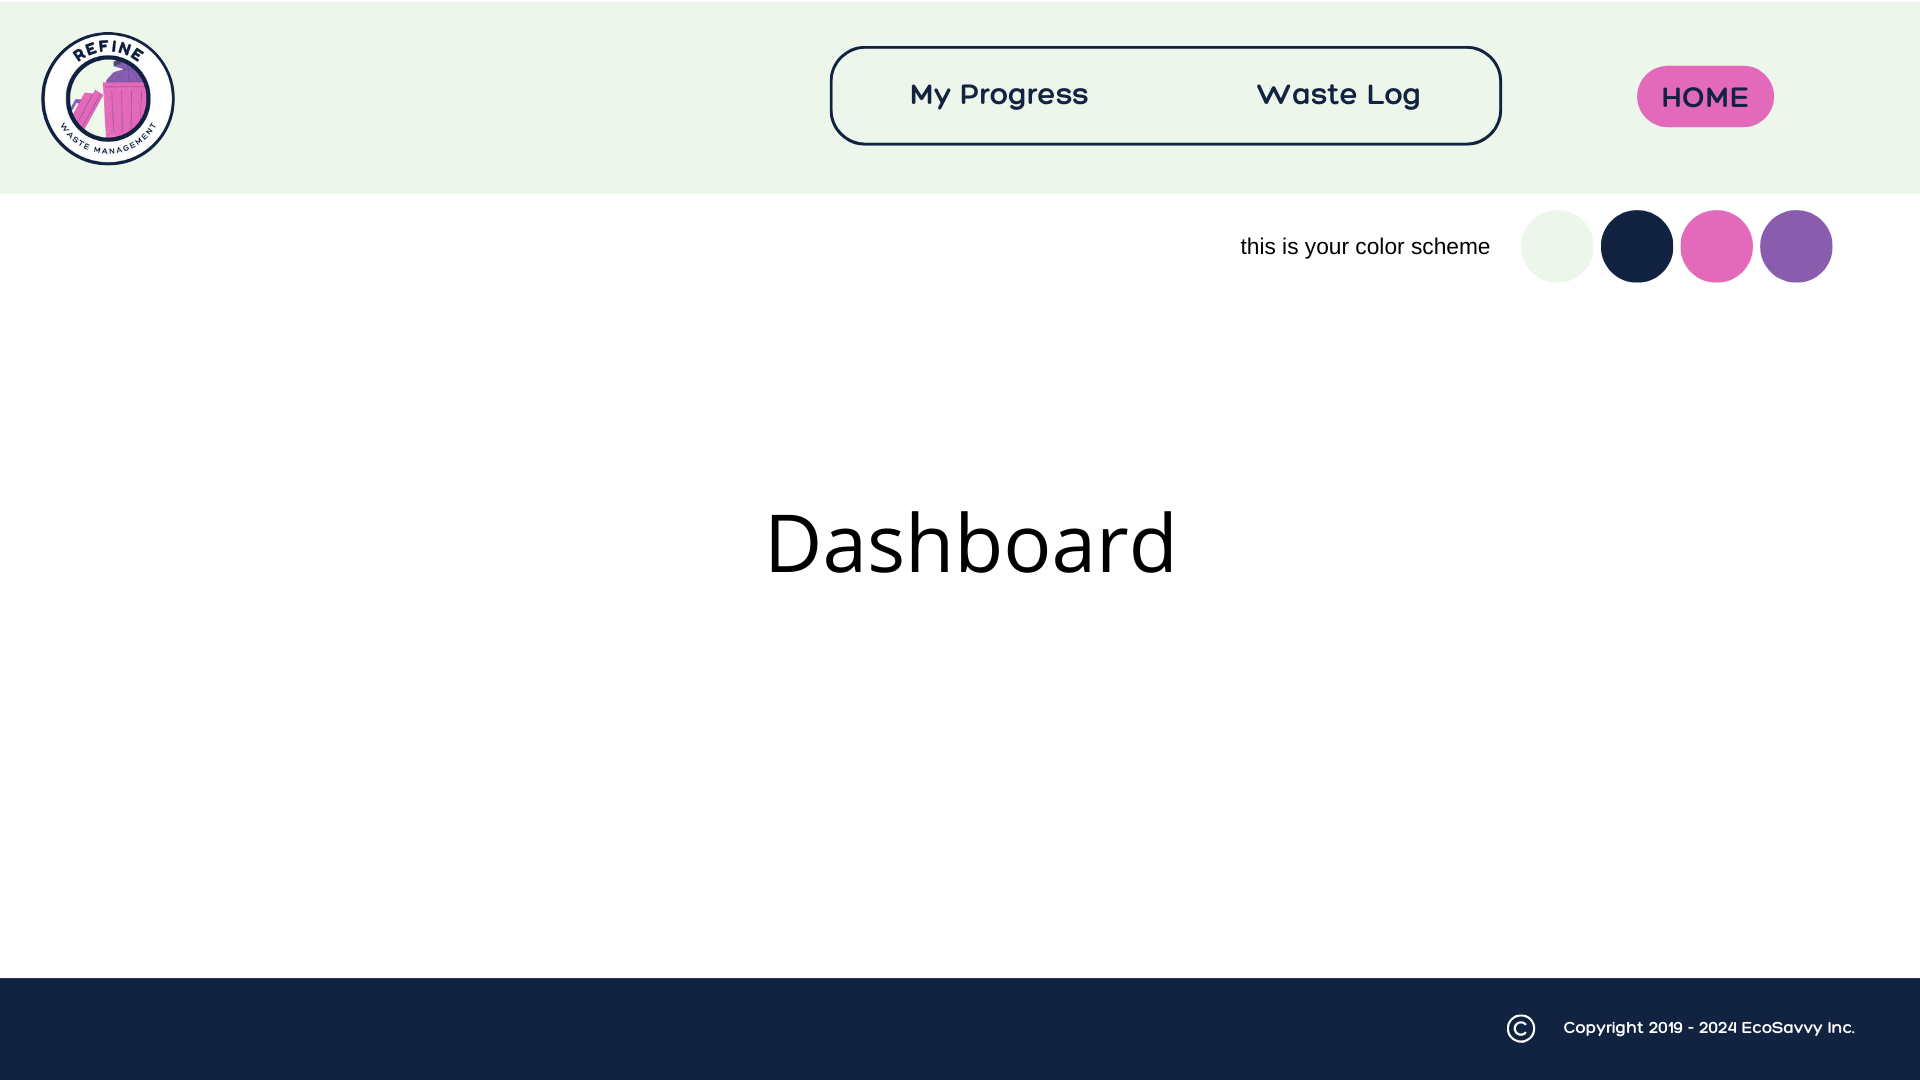 REFINE
WASTE MANAGEMENT
My Progress
Waste Log
HOME
this is your color scheme
Dashboard
© Copyright 2019 - 2024 EcoSavvy Inc.